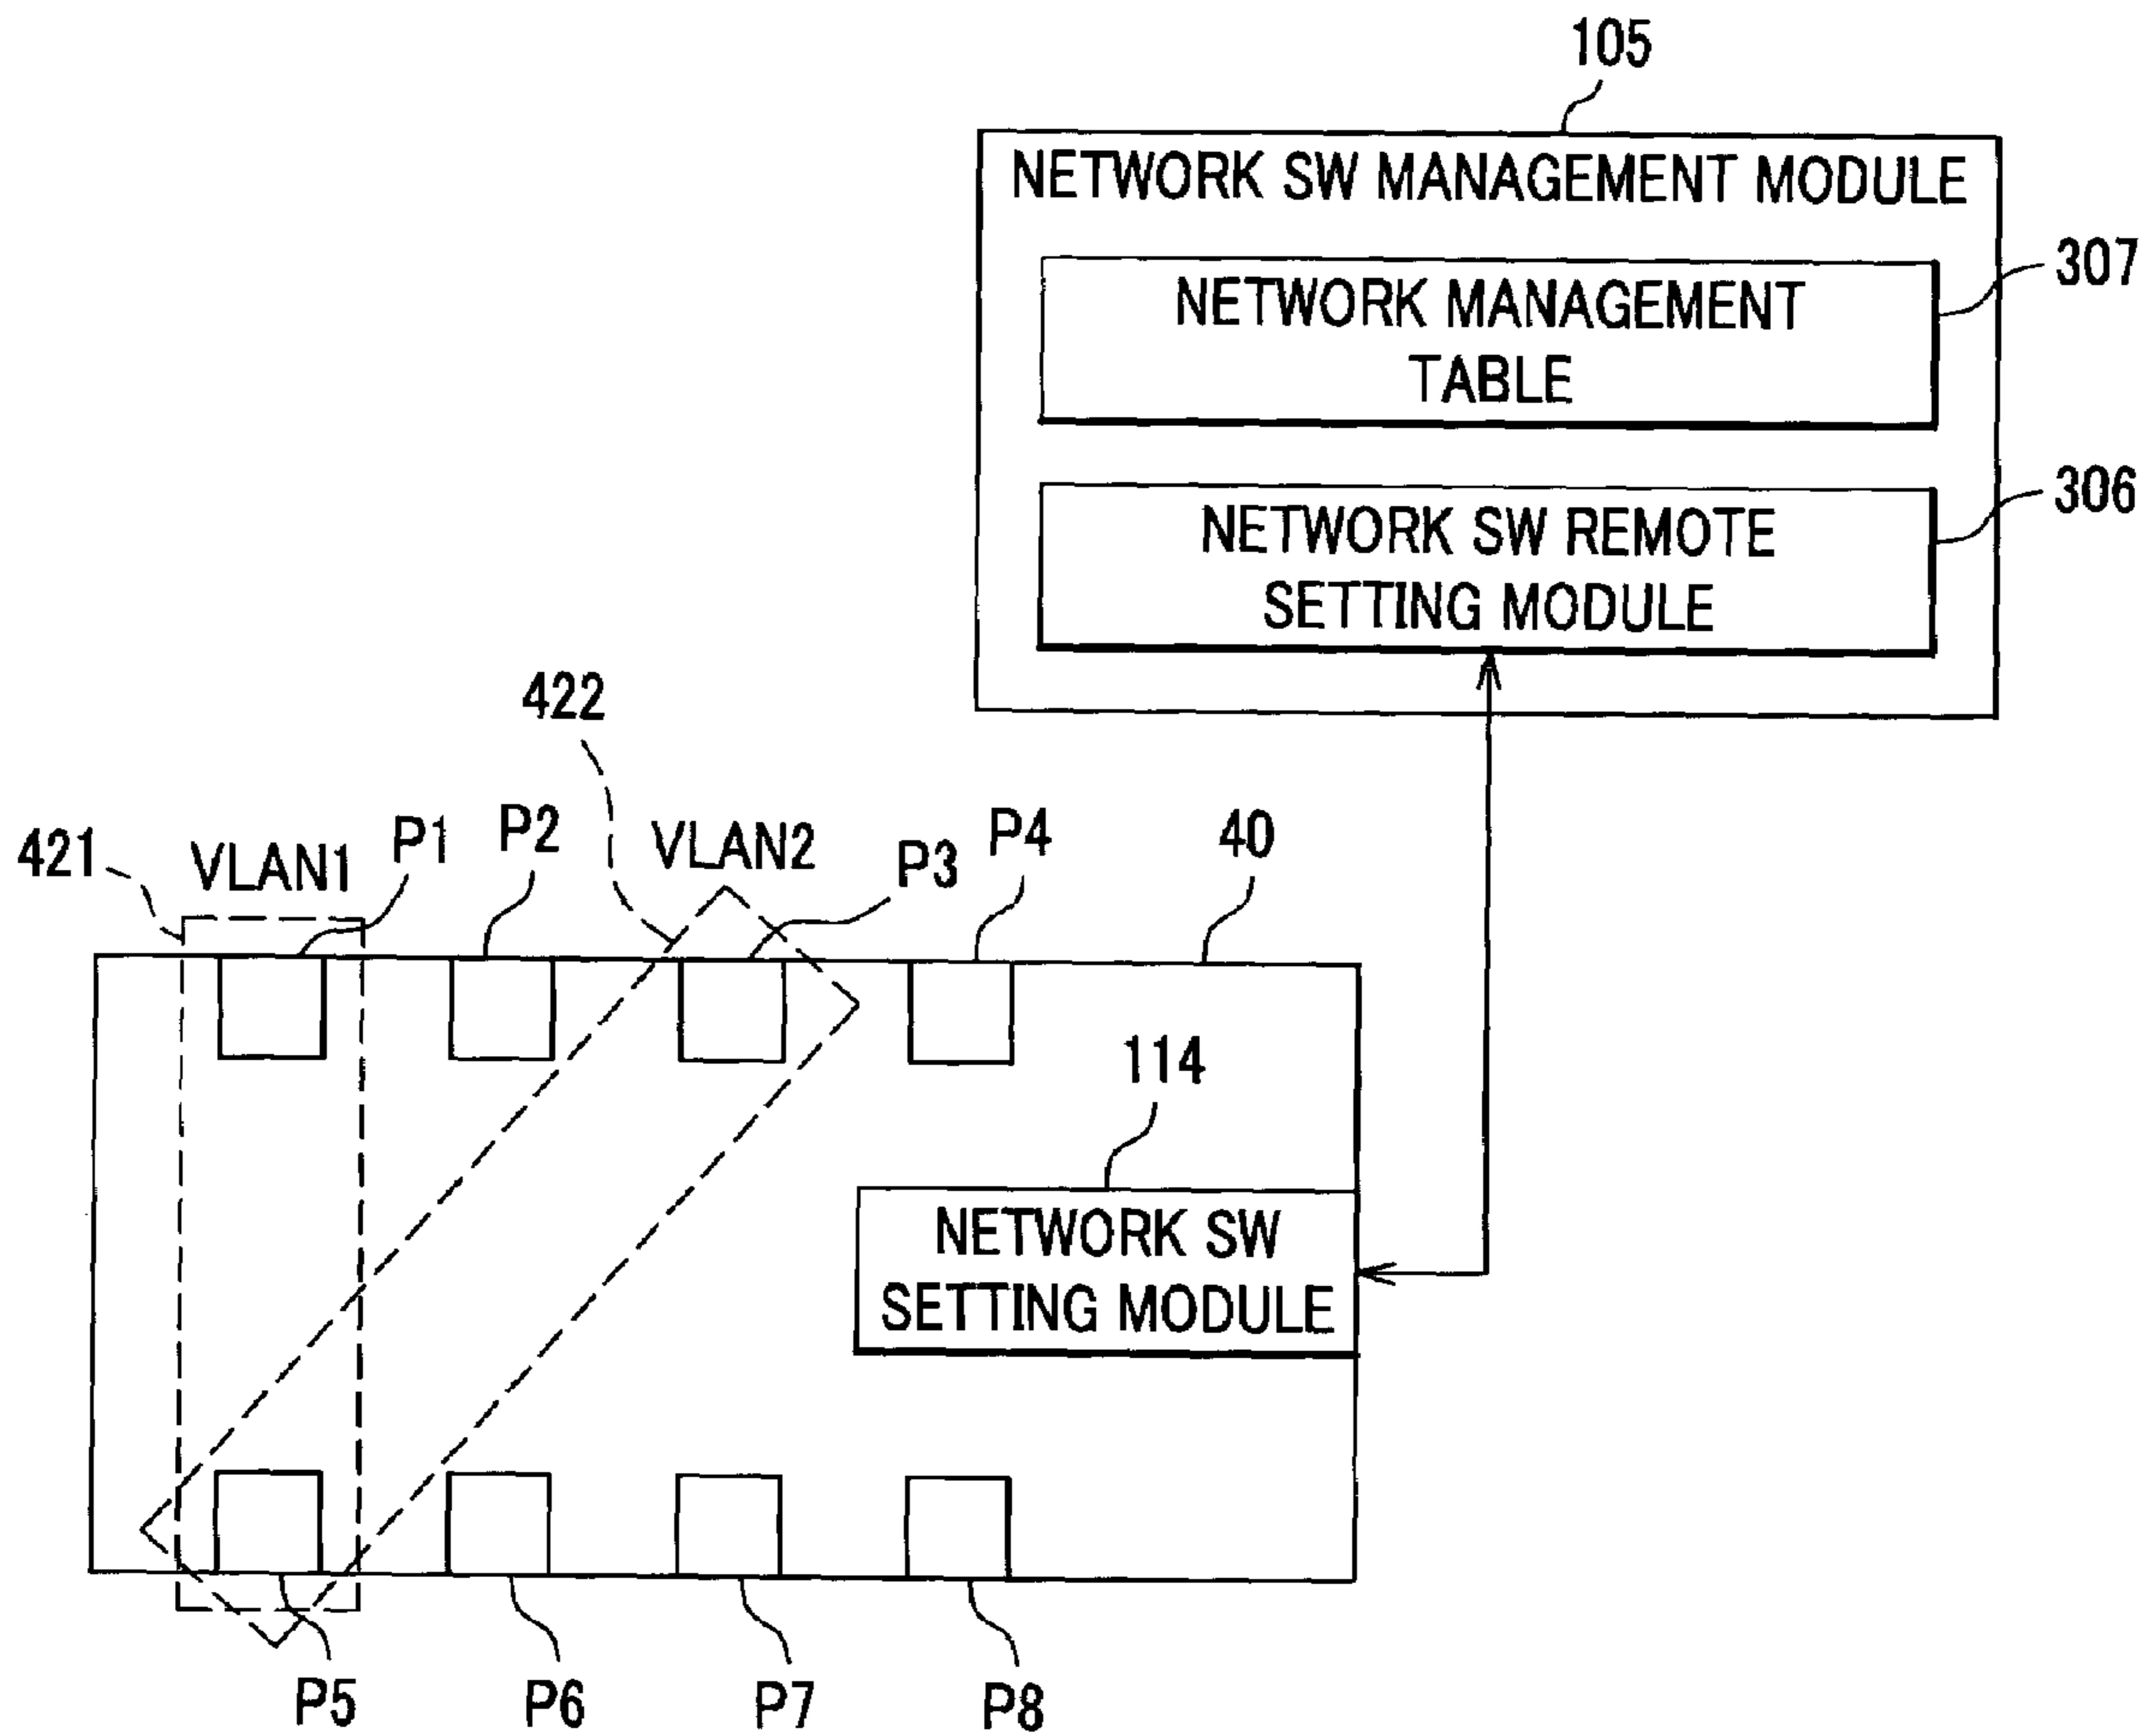 105
NETWORK SW MANAGEMENT MODULE
307
NETWORK MANAGEMENT
TABLE
306
NETWORK SW REMOTE
SETTING MODULE
422
421
VLAN1
P1
P2
VLAN2
P3
P4
40
114
NETWORK SW
SETTING MODULE
P5
P6
P7
P8